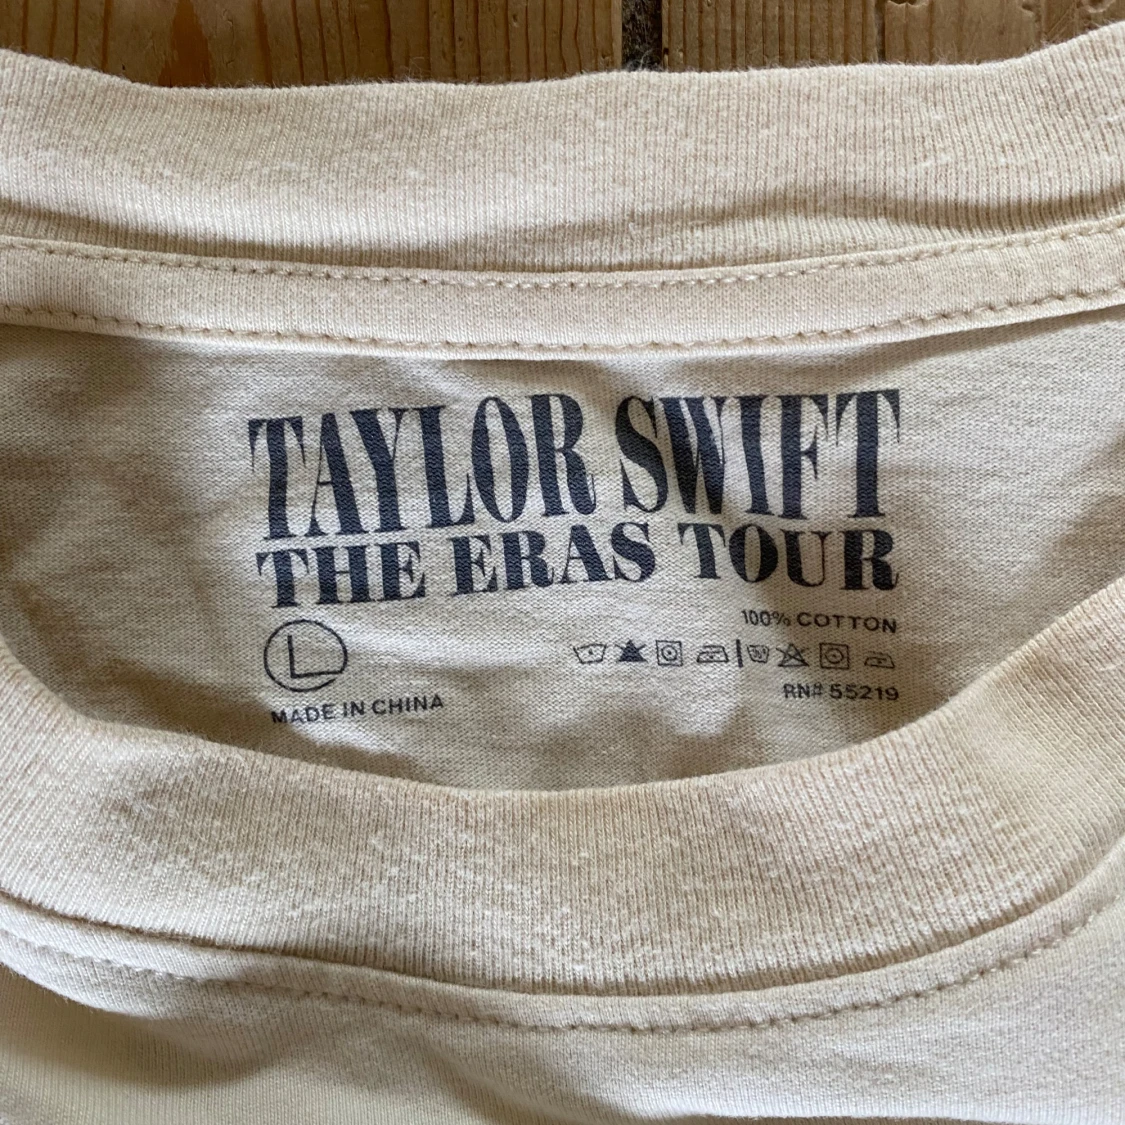 TAYLOR SWIFT
THE ERAS TOUR
100% COTTON
L
MADE IN CHINA
RN# 55219